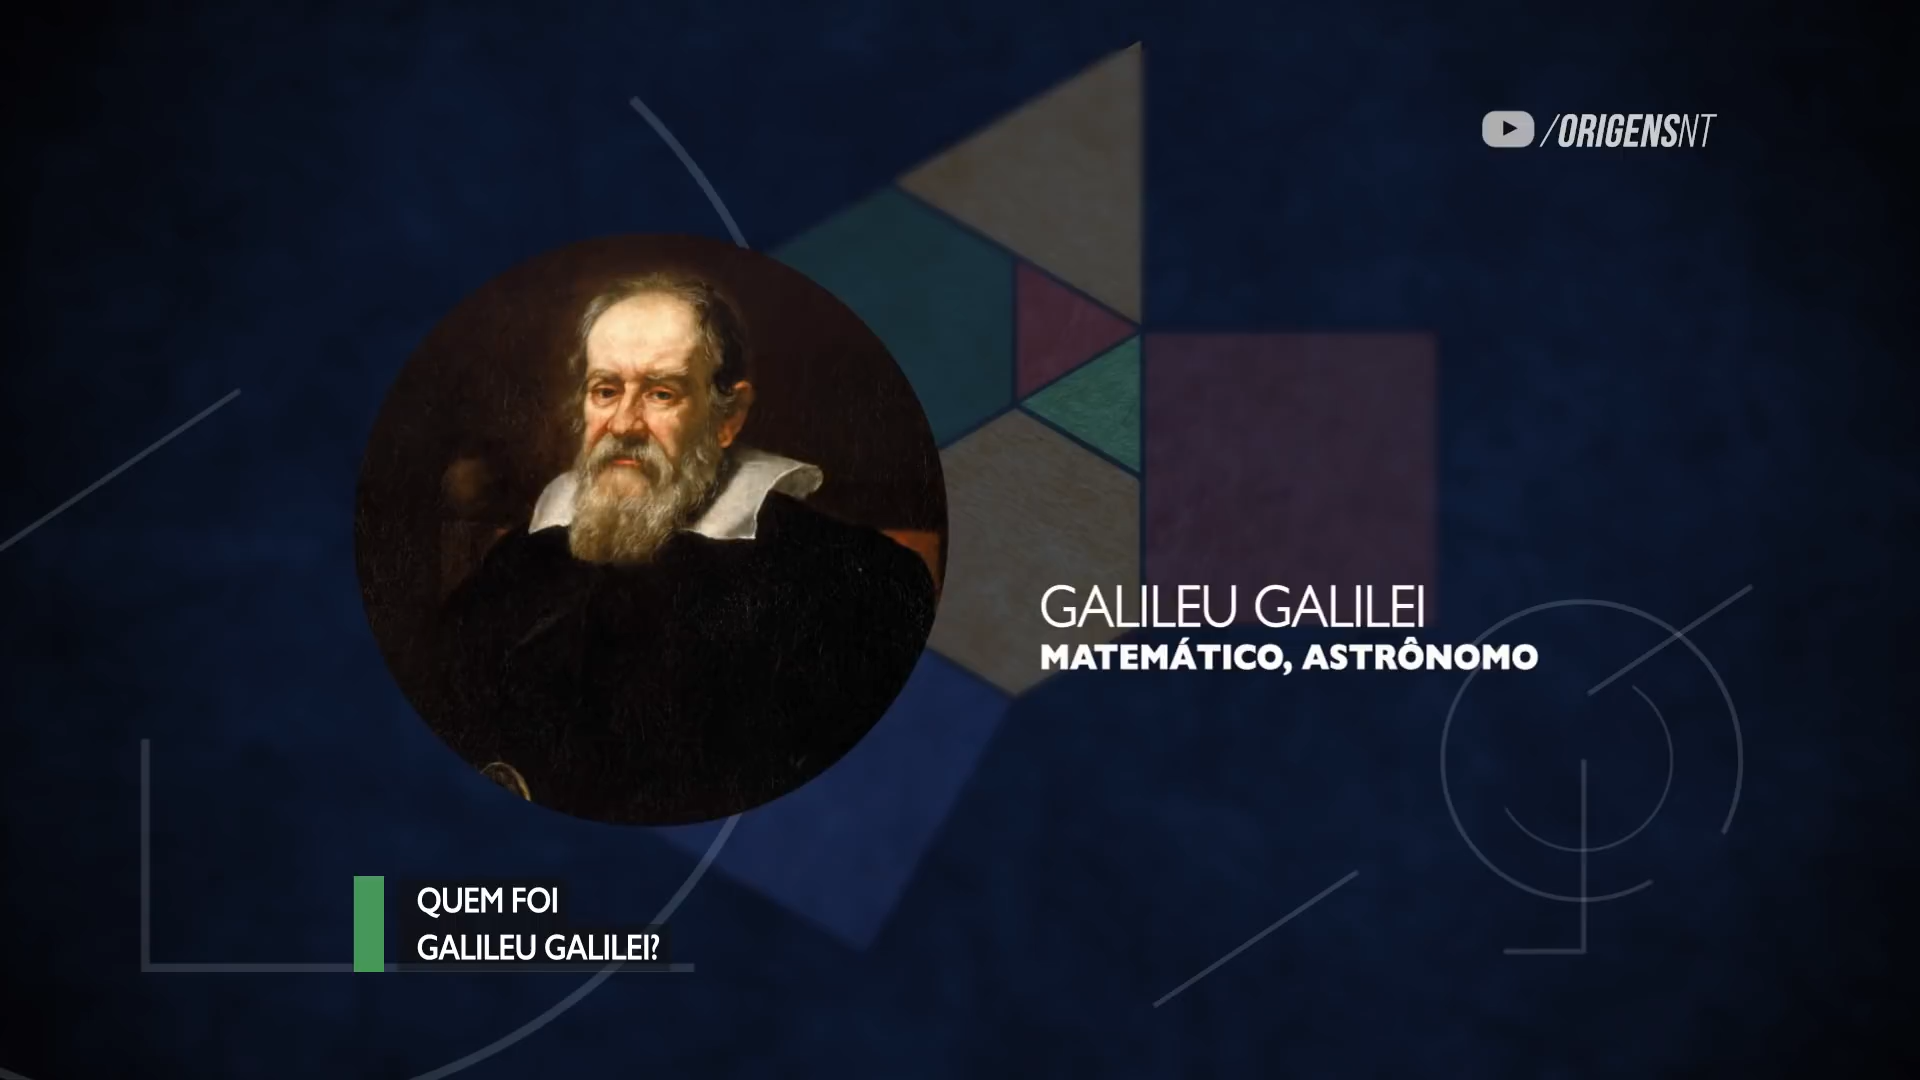 /ORIGENSNT
GALILEU GALILEI
MATEMÁTICO, ASTRÔNOMO
QUEM FOI
GALILEU GALILEI?